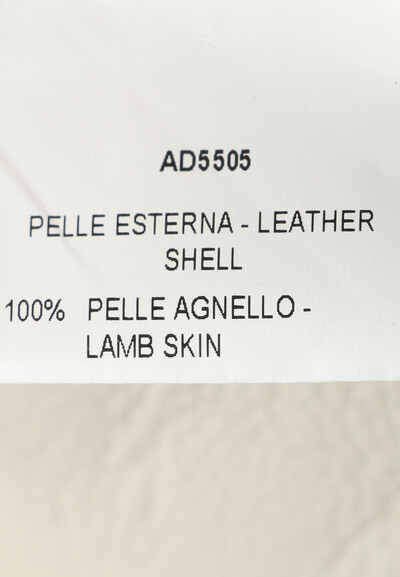 AD5505
PELLE ESTERNA - LEATHER
SHELL
100% PELLE AGNELLO -
LAMB SKIN